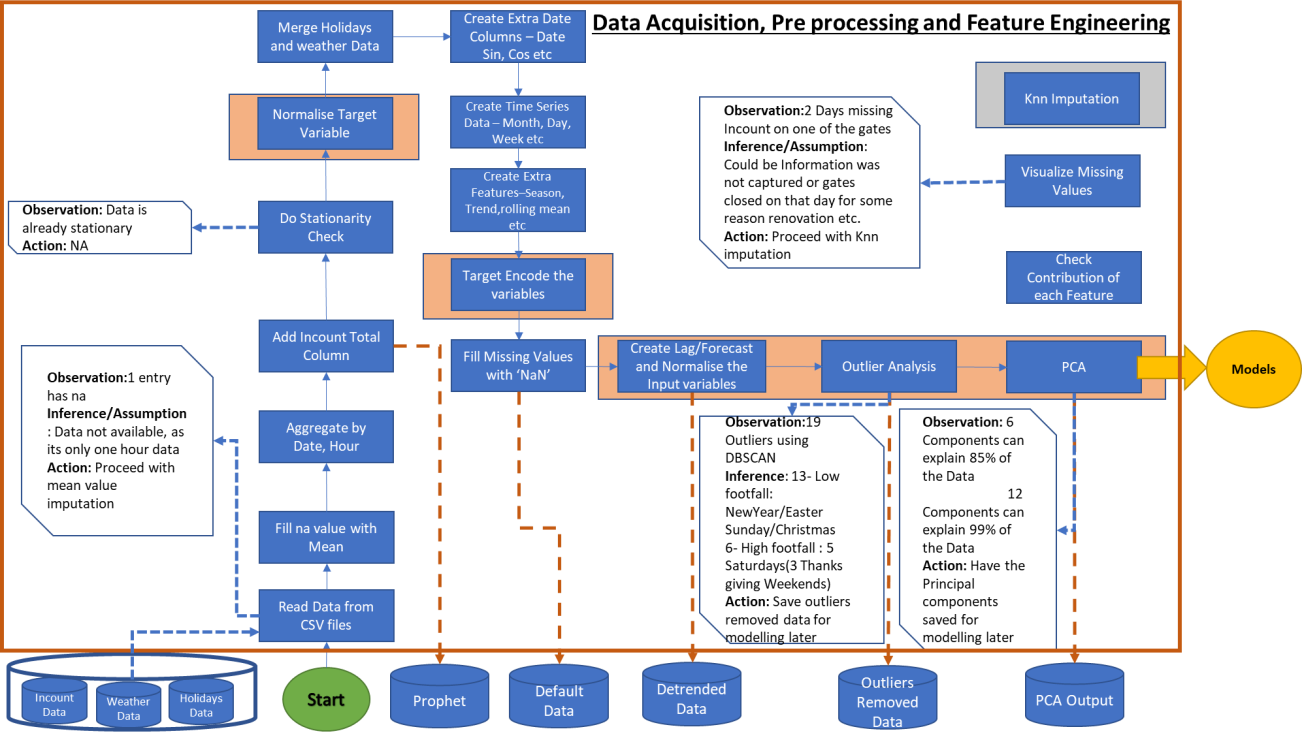 Data Acquisition, Pre processing and Feature Engineering
Merge Holidays
and weather Data
Create Extra Date
Columns – Date
Sin, Cos etc
Normalise Target
Variable
Create Time Series
Data – Month, Day,
Week etc
Create Extra
Features–Season,
Trend,rolling mean
etc
Do Stationarity
Check
Observation: Data is
already stationary
Action: NA
Target Encode the
variables
Add Incount Total
Column
Fill Missing Values
with ‘NaN’
Create Lag/Forecast
and Normalise the
Input variables
Outlier Analysis
PCA
Models
Knn Imputation
Visualize Missing
Values
Check
Contribution of
each Feature
Observation:2 Days missing
Incount on one of the gates
Inference/Assumption:
Could be Information was
not captured or gates
closed on that day for some
reason renovation etc.
Action: Proceed with Knn
imputation
Observation:1 entry
has na
Inference/Assumption
: Data not available, as
its only one hour data
Action: Proceed with
mean value
imputation
Aggregate by
Date, Hour
Fill na value with
Mean
Read Data from
CSV files
Observation:19
Outliers using
DBSCAN
Inference: 13- Low
footfall:
NewYear/Easter
Sunday/Christmas
6- High footfall : 5
Saturdays(3 Thanks
giving Weekends)
Action: Save outliers
removed data for
modelling later
Observation: 6
Components can
explain 85% of
the Data
12
Components can
explain 99% of
the Data
Action: Have the
Principal
components
saved for
modelling later
Incount
Data
Weather
Data
Holidays
Data
Start
Prophet
Default
Data
Detrended
Data
Outliers
Removed
Data
PCA Output